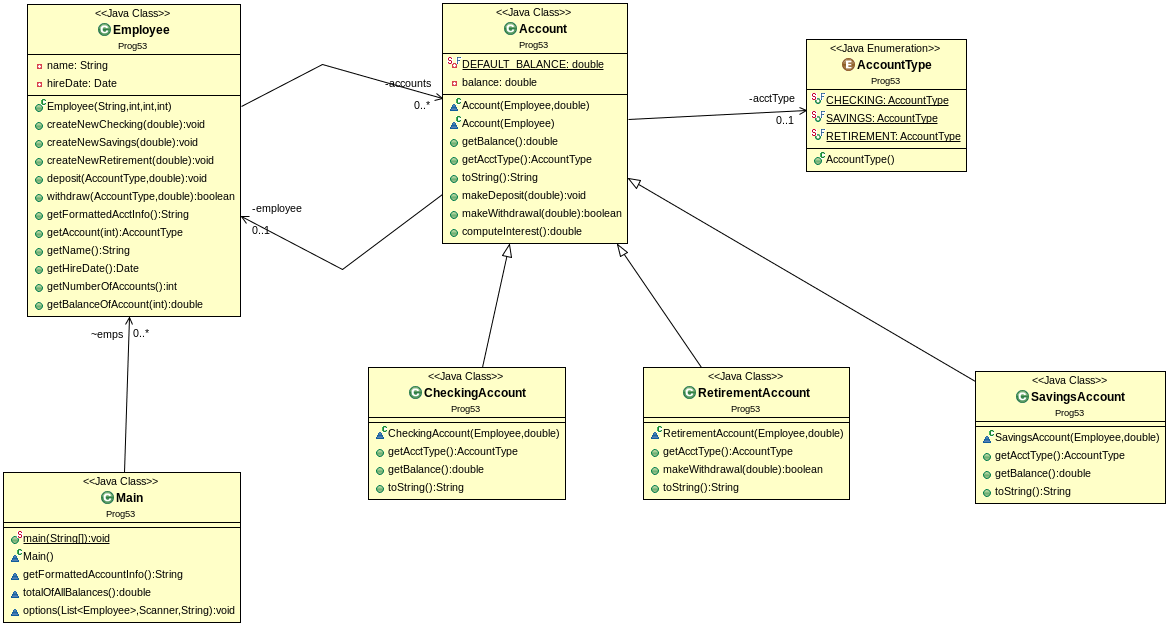 <<Java Class>>
Employee
Prog53
name: String
hireDate: Date
Employee(String,int,int,int)
createNewChecking(double):void
createNewSavings(double):void
createNewRetirement(double):void
deposit(AccountType,double):void
withdraw(AccountType,double):boolean
getFormattedAcctInfo():String
getAccount(int):AccountType
getName():String
getHireDate():Date
getNumberOfAccounts():int
getBalanceOfAccount(int):double
-accounts
0..*
-employee
0..1
<<Java Class>>
Account
Prog53
DEFAULT_BALANCE: double
balance: double
Account(Employee,double)
Account(Employee)
getBalance():double
getAcctType():AccountType
toString():String
makeDeposit(double):void
makeWithdrawal(double):boolean
computeInterest():double
-acctType
0..1
<<Java Enumeration>>
AccountType
Prog53
CHECKING: AccountType
SAVINGS: AccountType
RETIREMENT: AccountType
AccountType()
~emps
0..*
<<Java Class>>
Main
Prog53
main(String[]):void
Main()
getFormattedAccountInfo():String
totalOfAllBalances():double
options(List<Employee>,Scanner,String):void
<<Java Class>>
CheckingAccount
Prog53
CheckingAccount(Employee,double)
getAcctType():AccountType
getBalance():double
toString():String
<<Java Class>>
RetirementAccount
Prog53
RetirementAccount(Employee,double)
getAcctType():AccountType
makeWithdrawal(double):boolean
toString():String
<<Java Class>>
SavingsAccount
Prog53
SavingsAccount(Employee,double)
getAcctType():AccountType
getBalance():double
toString():String